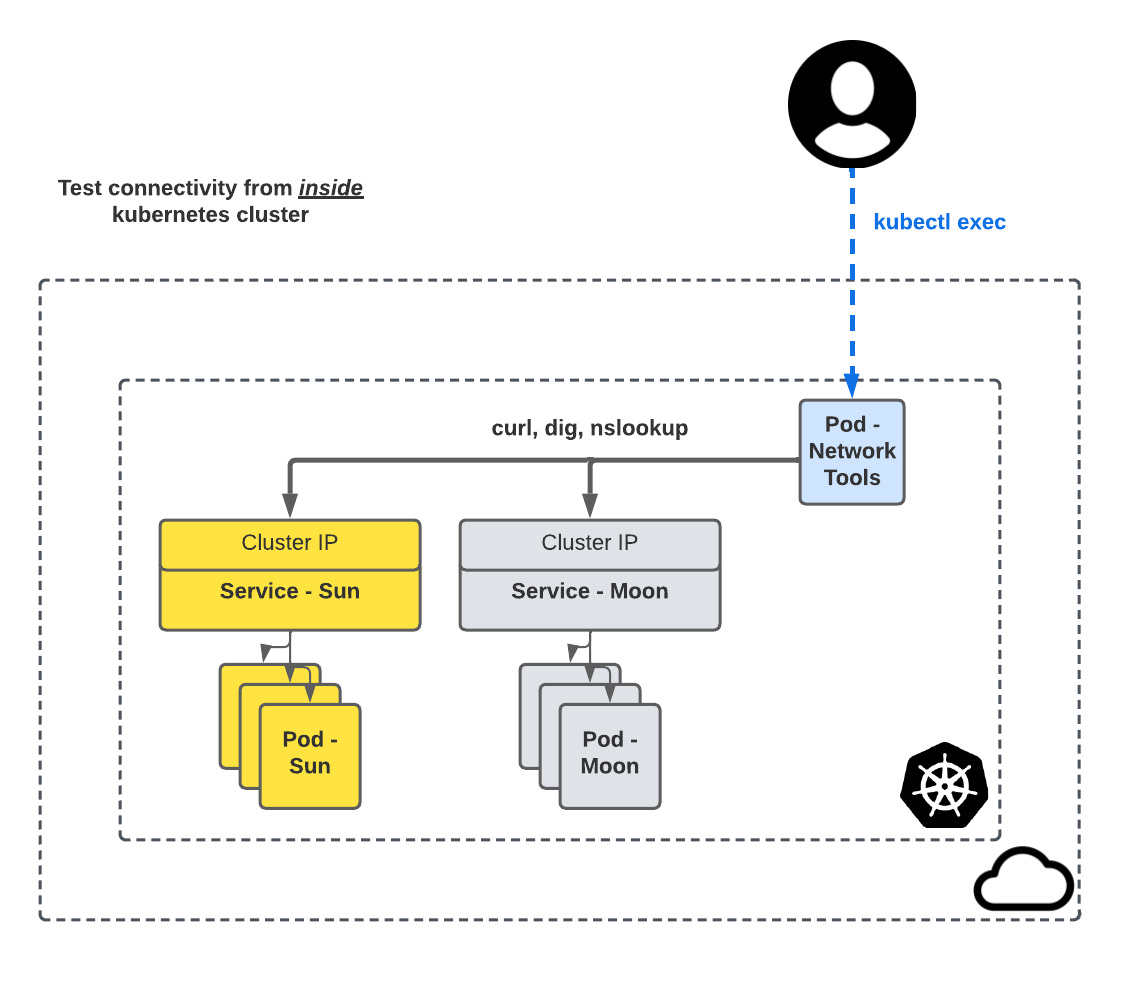 Test connectivity from inside
kubernetes cluster
kubectl exec
curl, dig, nslookup
Pod -
Network
Tools
Cluster IP
Service - Sun
Cluster IP
Service - Moon
Pod -
Sun
Pod -
Moon